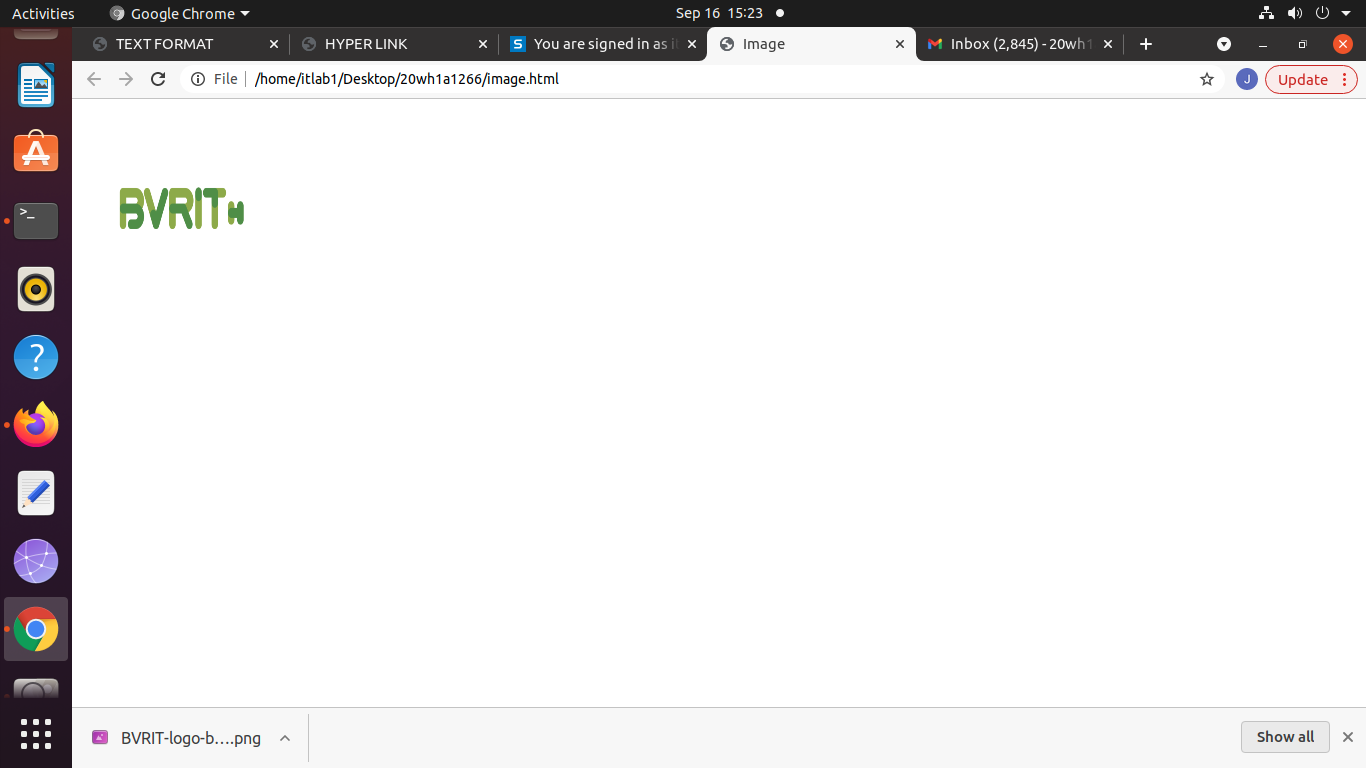 Activities Google Chrome Sep 16 15:23
TEXT FORMAT HYPER LINK You are signed in as it Image Inbox (2,845) - 20wh1
File /home/itlab1/Desktop/20wh1a1266/image.html J Update
>_
BVRITH
?
BVRIT-logo-b....png Show all